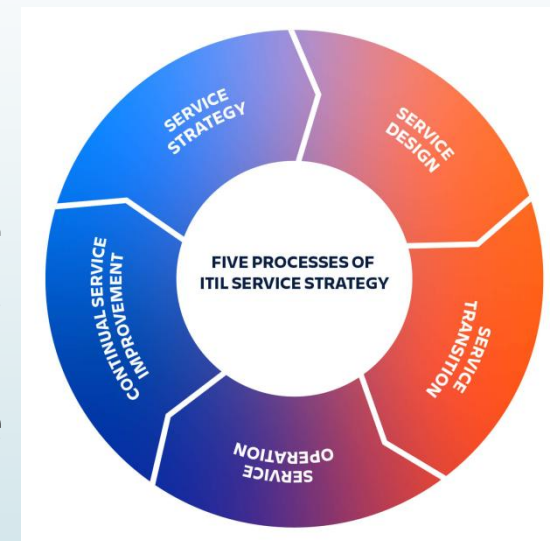 SERVICE
STRATEGY
SERVICE
DESIGN
FIVE PROCESSES OF
ITIL SERVICE STRATEGY
CONTINUAL SERVICE
IMPROVEMENT
SERVICE
TRANSITION
SERVICE
OPERATION